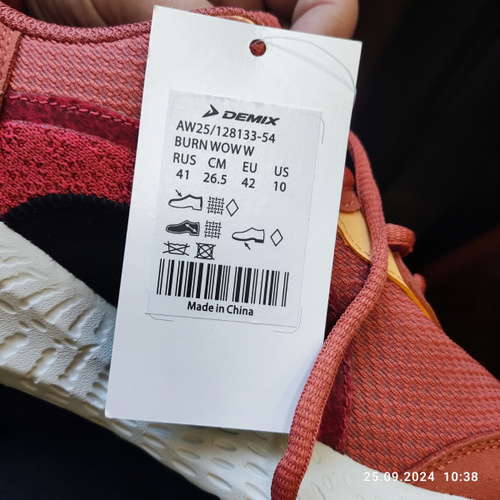 DEMIX
AW25/128133-54
BURN WOW W
RUS CM EU US
41 26.5 42 10
Made in China
25.09.2024 10:38